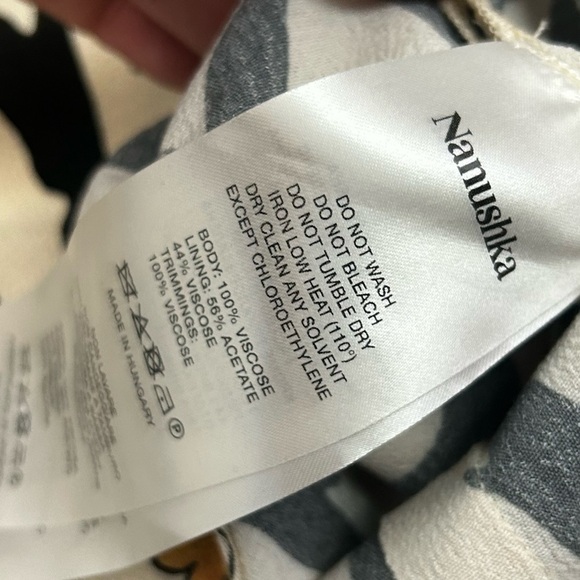 Nanushka
DO NOT WASH
DO NOT BLEACH
DO NOT TUMBLE DRY
IRON LOW HEAT (110°)
DRY CLEAN ANY SOLVENT
EXCEPT CHLOROETHYLENE
BODY: 100% VISCOSE
LINING: 56% ACETATE
44% VISCOSE
TRIMMINGS:
100% VISCOSE
P
MADE IN HUNGARY